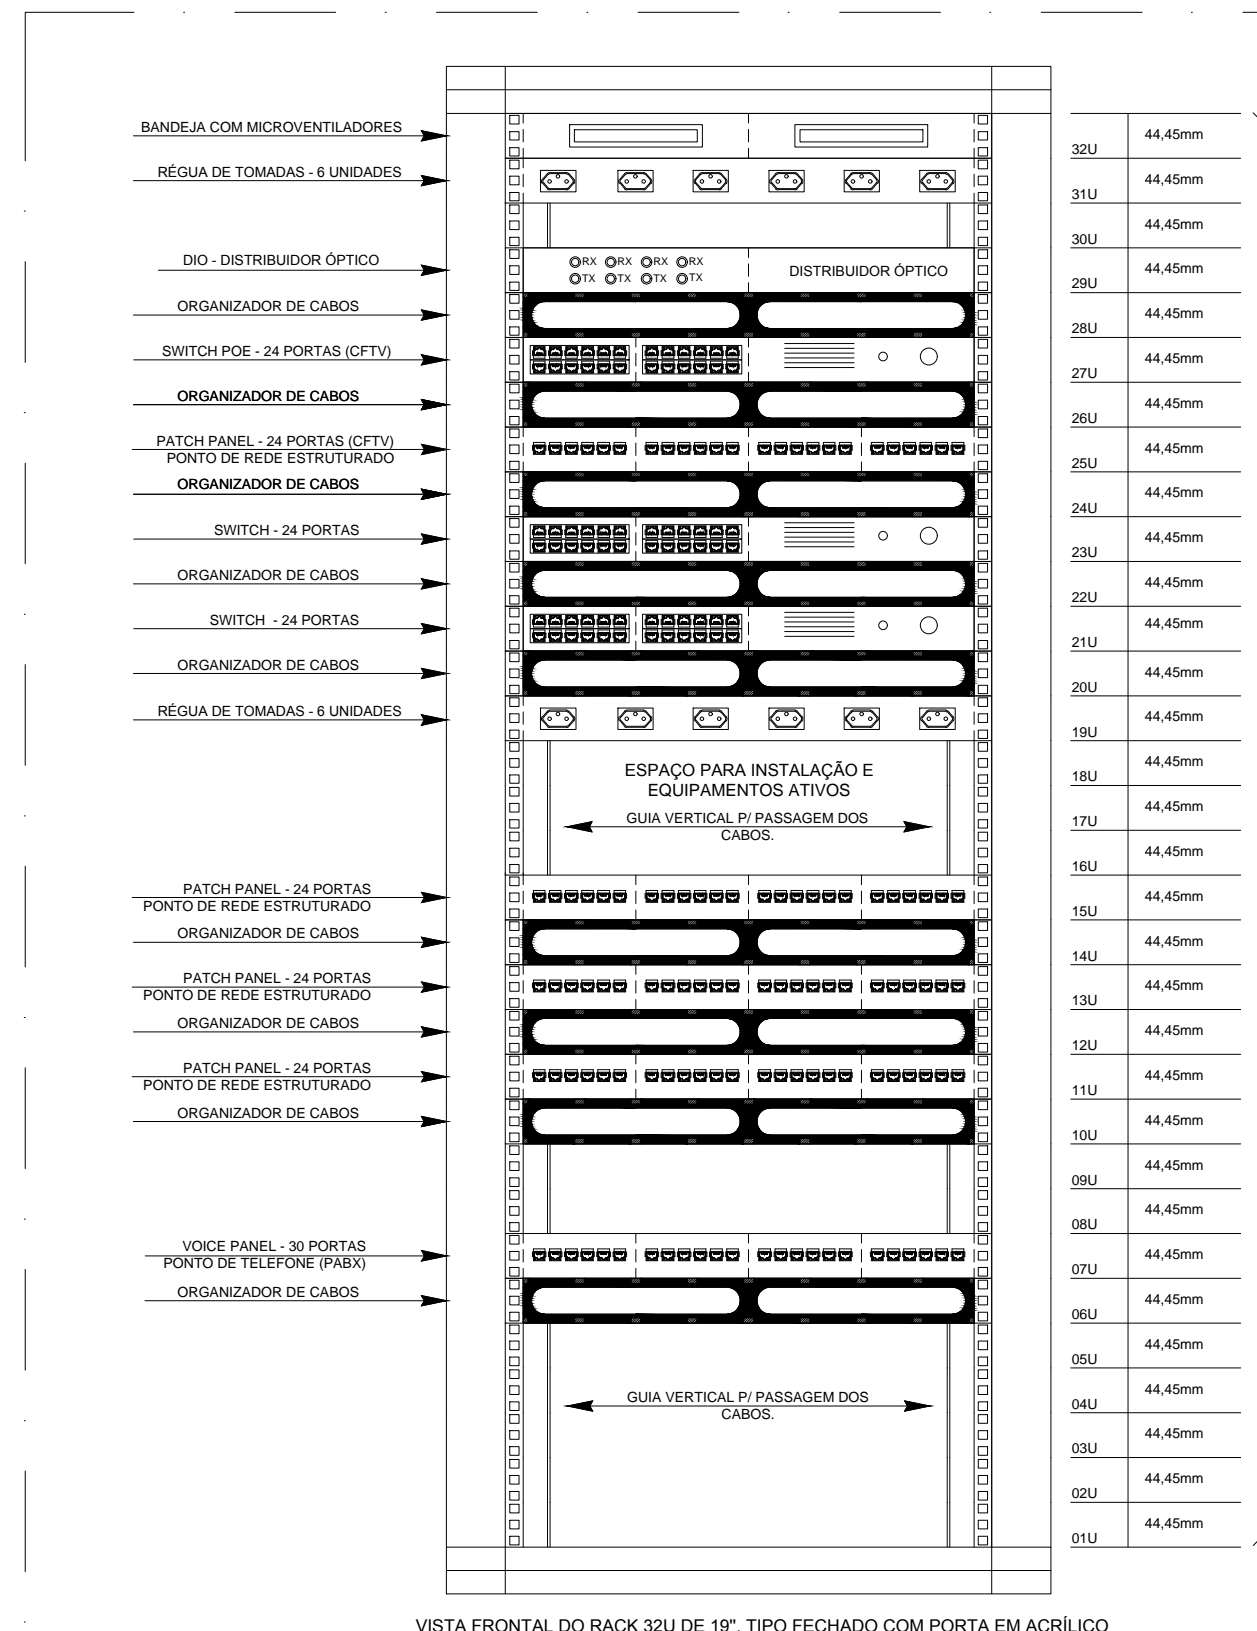 BANDEJA COM MICROVENTILADORES
32U 44,45mm
RÉGUA DE TOMADAS - 6 UNIDADES
31U 44,45mm
30U 44,45mm
DIO - DISTRIBUIDOR ÓPTICO
RX RX RX RX
TX TX TX TX
DISTRIBUIDOR ÓPTICO
29U 44,45mm
ORGANIZADOR DE CABOS
28U 44,45mm
SWITCH POE - 24 PORTAS (CFTV)
27U 44,45mm
ORGANIZADOR DE CABOS
26U 44,45mm
PATCH PANEL - 24 PORTAS (CFTV)
PONTO DE REDE ESTRUTURADO
25U 44,45mm
ORGANIZADOR DE CABOS
24U 44,45mm
SWITCH - 24 PORTAS
23U 44,45mm
ORGANIZADOR DE CABOS
22U 44,45mm
SWITCH - 24 PORTAS
21U 44,45mm
ORGANIZADOR DE CABOS
20U 44,45mm
RÉGUA DE TOMADAS - 6 UNIDADES
19U 44,45mm
ESPAÇO PARA INSTALAÇÃO E
EQUIPAMENTOS ATIVOS
18U 44,45mm
GUIA VERTICAL P/ PASSAGEM DOS
CABOS.
17U 44,45mm
16U 44,45mm
PATCH PANEL - 24 PORTAS
PONTO DE REDE ESTRUTURADO
15U 44,45mm
ORGANIZADOR DE CABOS
14U 44,45mm
PATCH PANEL - 24 PORTAS
PONTO DE REDE ESTRUTURADO
13U 44,45mm
ORGANIZADOR DE CABOS
12U 44,45mm
PATCH PANEL - 24 PORTAS
PONTO DE REDE ESTRUTURADO
11U 44,45mm
ORGANIZADOR DE CABOS
10U 44,45mm
09U 44,45mm
08U 44,45mm
VOICE PANEL - 30 PORTAS
PONTO DE TELEFONE (PABX)
07U 44,45mm
ORGANIZADOR DE CABOS
06U 44,45mm
05U 44,45mm
GUIA VERTICAL P/ PASSAGEM DOS
CABOS.
04U 44,45mm
03U 44,45mm
02U 44,45mm
01U 44,45mm
VISTA FRONTAL DO RACK 32U DE 19". TIPO FECHADO COM PORTA EM ACRÍLICO